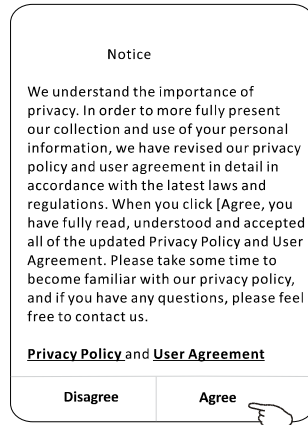 Notice
We understand the importance of
privacy. In order to more fully present
our collection and use of your personal
information, we have revised our privacy
policy and user agreement in detail in
accordance with the latest laws and
regulations. When you click [Agree, you
have fully read, understood and accepted
all of the updated Privacy Policy and User
Agreement. Please take some time to
become familiar with our privacy policy,
and if you have any questions, please feel
free to contact us.
Privacy Policy and User Agreement
Disagree Agree